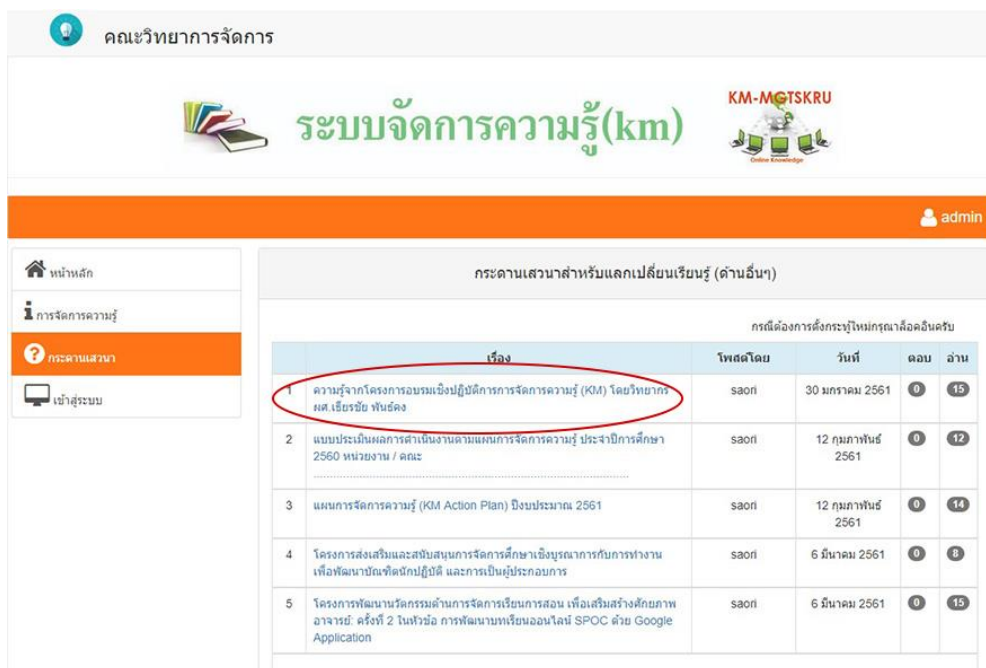 คณะวิทยาการจัดการ
ระบบจัดการความรู้(km)
KM-MGTSKRU
Online Knowledge
admin
หน้าหลัก
การจัดการความรู้
กระดานเสวนา
เข้าสู่ระบบ
กระดานเสวนาสำหรับแลกเปลี่ยนเรียนรู้ (ด้านอื่นๆ)
กรณีต้องการตั้งกระทู้ใหม่กรุณาล็อคอินครับ
เรื่อง โพสต์โดย วันที่ ตอบ อ่าน
1 ความรู้จากโครงการอบรมเชิงปฏิบัติการการจัดการความรู้ (KM) โดยวิทยากร saori 30 มกราคม 2561 0 15
ผศ.เธียรชัย พันธ์คง
2 แบบประเมินผลการดำเนินงานตามแผนการจัดการความรู้ ประจำปีการศึกษา saori 12 กุมภาพันธ์ 0 12
2560 หน่วยงาน / คณะ 2561
3 แผนการจัดการความรู้ (KM Action Plan) ปีงบประมาณ 2561 saori 12 กุมภาพันธ์ 0 14
2561
4 โครงการส่งเสริมและสนับสนุนการจัดการศึกษาเชิงบูรณาการกับการทำงาน saori 6 มีนาคม 2561 0 8
เพื่อพัฒนาบัณฑิตนักปฏิบัติ และการเป็นผู้ประกอบการ
5 โครงการพัฒนานวัตกรรมด้านการจัดการเรียนการสอน เพื่อเสริมสร้างศักยภาพ saori 6 มีนาคม 2561 0 15
อาจารย์: ครั้งที่ 2 ในหัวข้อ การพัฒนาบทเรียนออนไลน์ SPOC ด้วย Google
Application